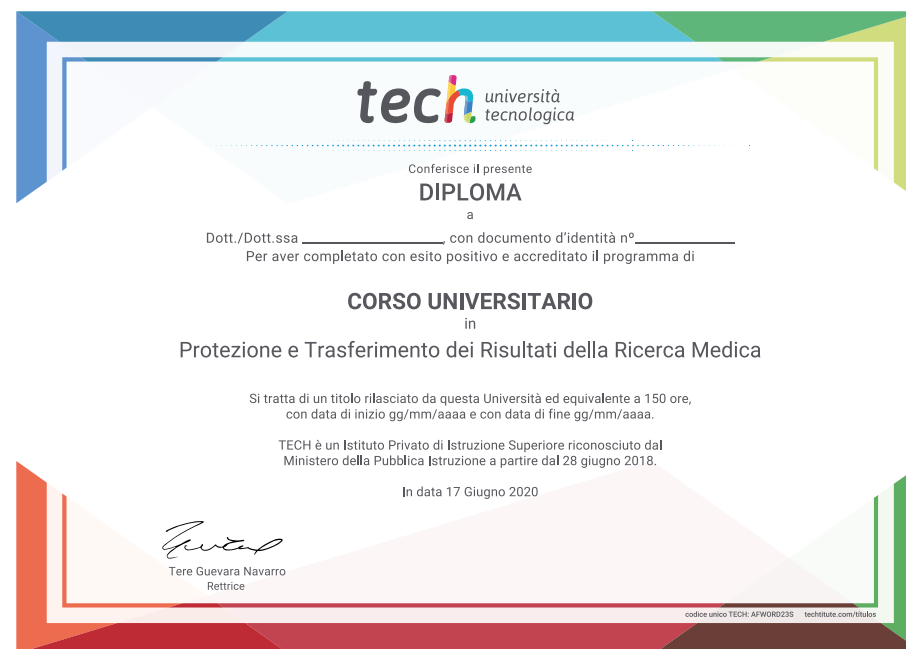 tech università
tecnologica
Conferisce il presente
DIPLOMA
a
Dott./Dott.ssa ____________________, con documento d'identità nº______________
Per aver completato con esito positivo e accreditato il programma di
CORSO UNIVERSITARIO
in
Protezione e Trasferimento dei Risultati della Ricerca Medica
Si tratta di un titolo rilasciato da questa Università ed equivalente a 150 ore,
con data di inizio gg/mm/aaaa e con data di fine gg/mm/aaaa.
TECH è un Istituto Privato di Istruzione Superiore riconosciuto dal
Ministero della Pubblica Istruzione a partire dal 28 giugno 2018.
In data 17 Giugno 2020
Tere Guevara Navarro
Rettrice
codice unico TECH: AFWORD23S techtitute.com/titulos